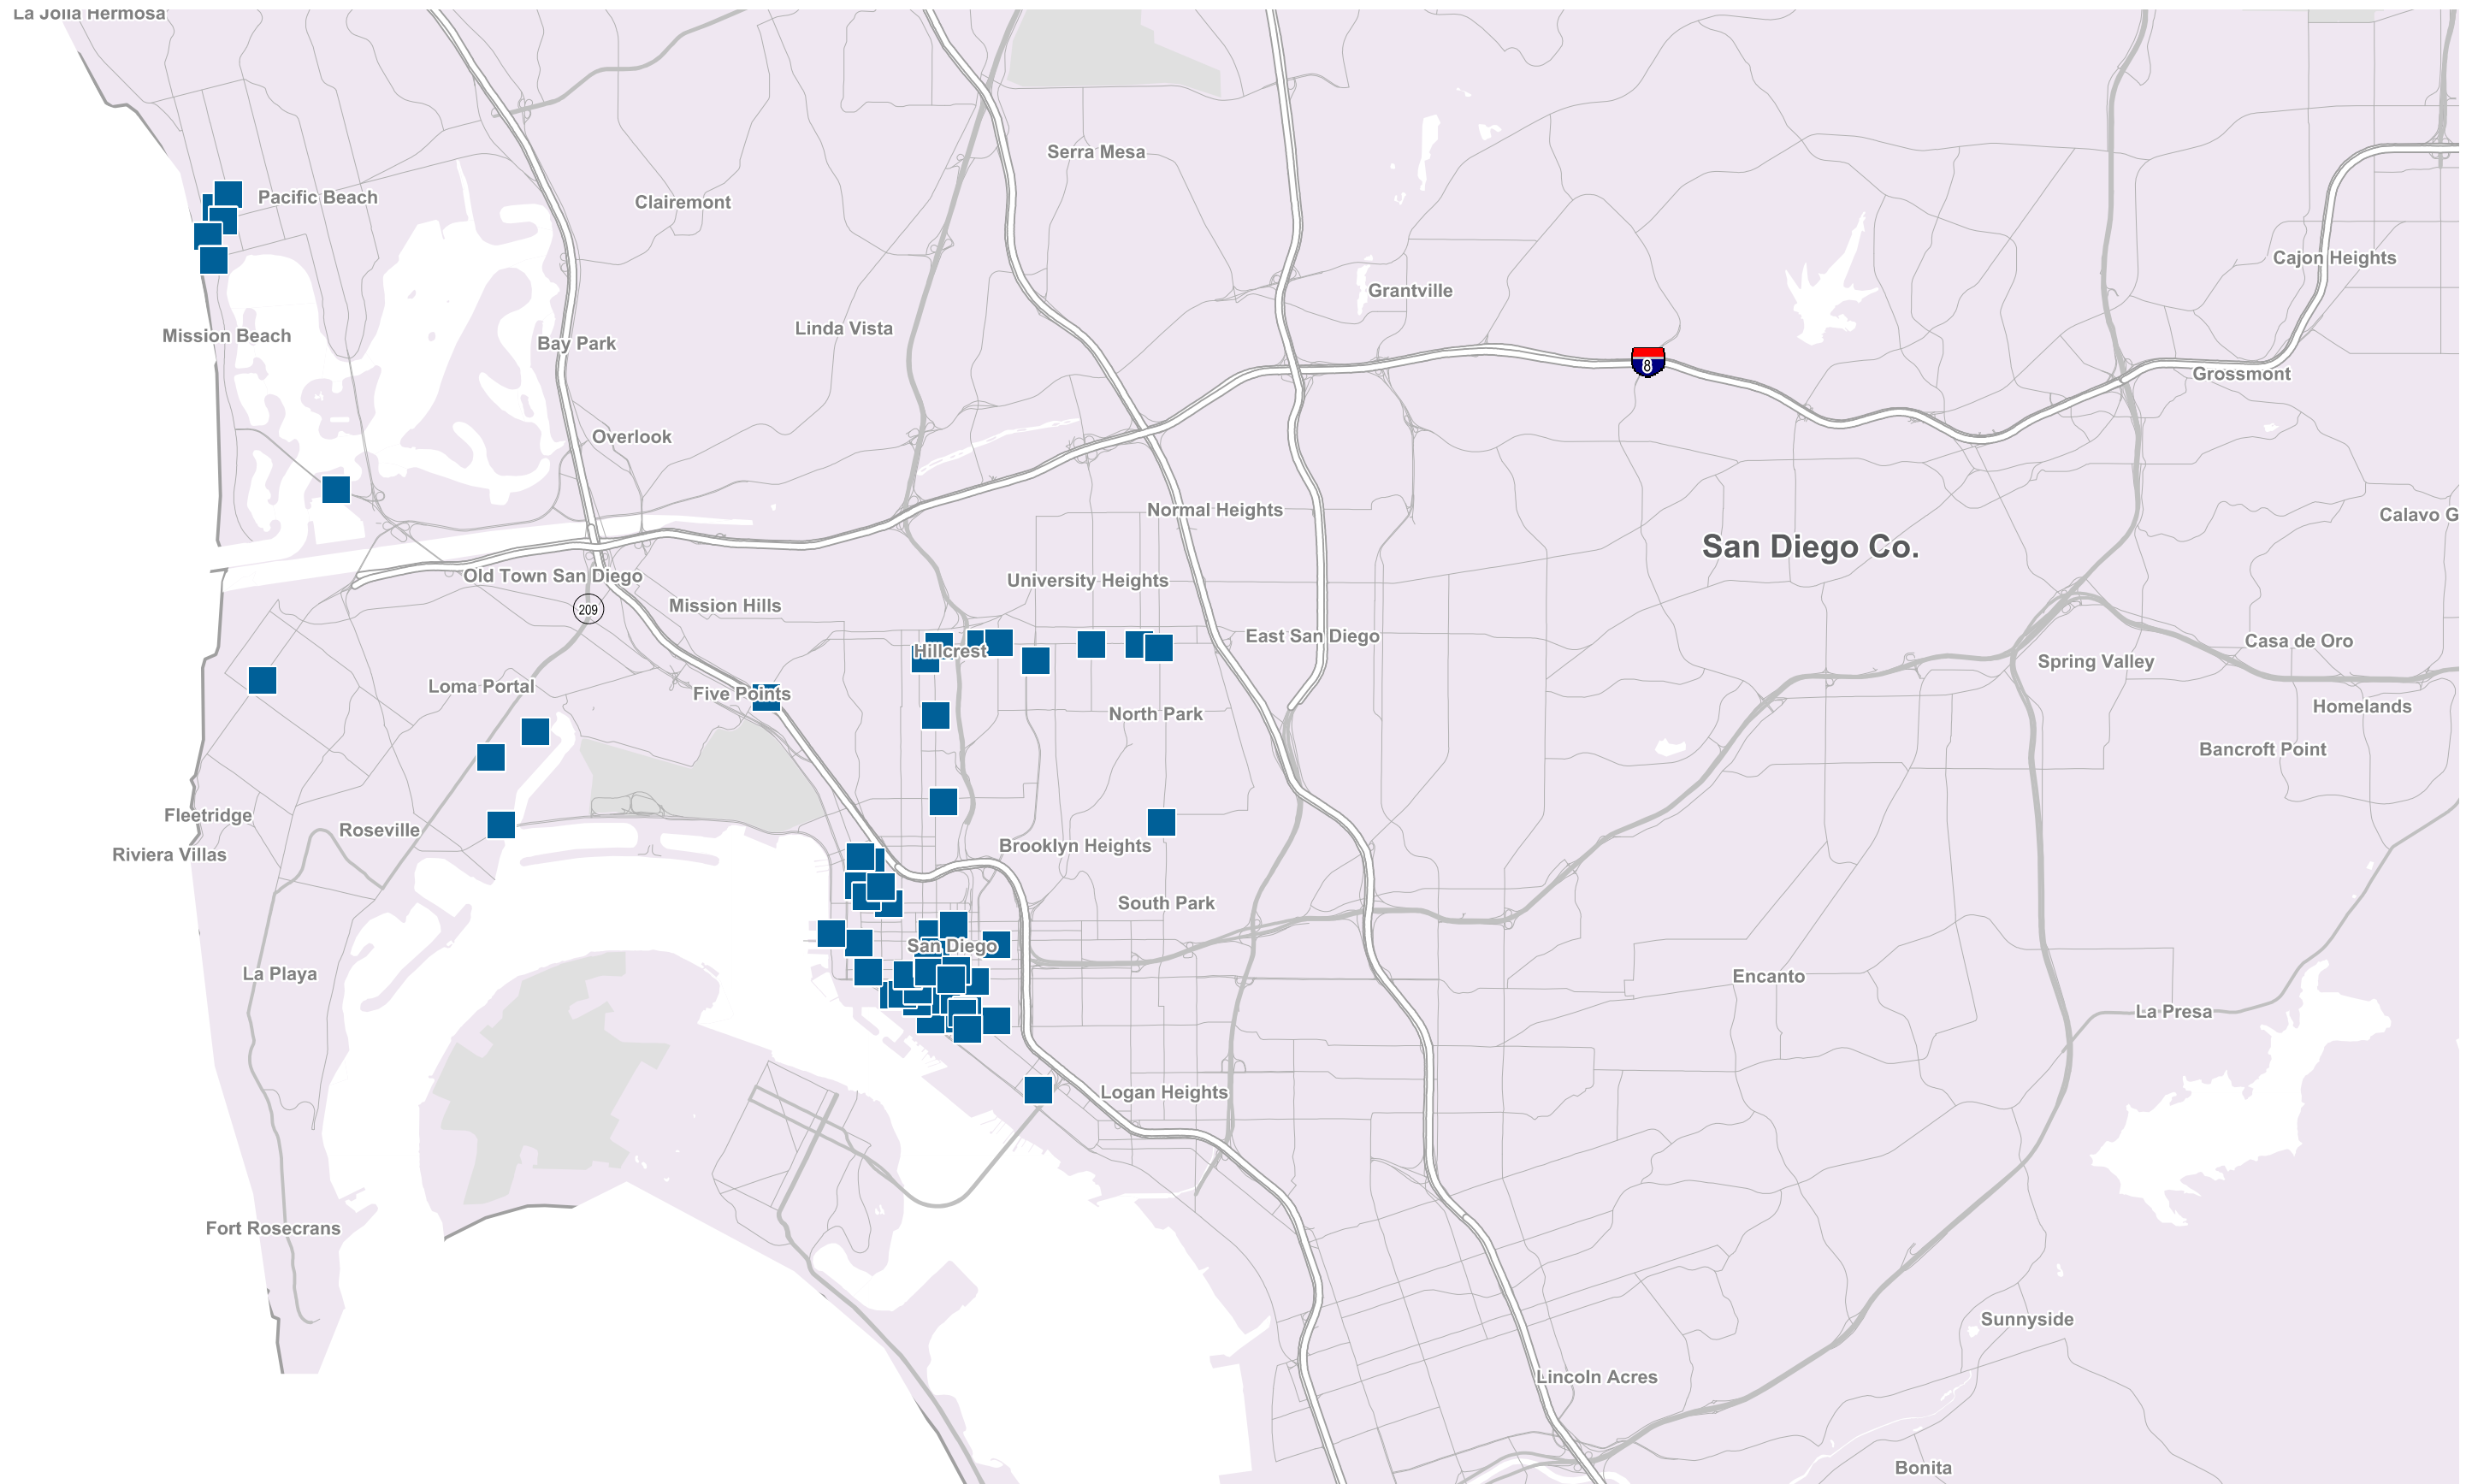 La Jolla Hermosa
Serra Mesa
Pacific Beach
Clairemont
Cajon Heights
Grantville
Linda Vista
Mission Beach
Bay Park
8
Grossmont
Overlook
Normal Heights
Calavo G
San Diego Co.
Old Town San Diego
University Heights
209
Mission Hills
East San Diego
Casa de Oro
Hillcrest
Spring Valley
Loma Portal
Five Points
Homelands
North Park
Bancroft Point
Fleetridge
Roseville
Brooklyn Heights
Riviera Villas
South Park
San Diego
La Playa
Encanto
La Presa
Logan Heights
Fort Rosecrans
Sunnyside
Lincoln Acres
Bonita